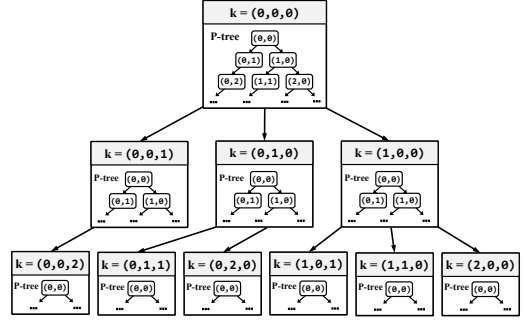 k = (0,0,0)
P-tree (0,0)
(0,1) (1,0)
(0,2) (1,1) (2,0)
... ... ... ...
k = (0,0,1) k = (0,1,0) k = (1,0,0)
P-tree (0,0) P-tree (0,0) P-tree (0,0)
(0,1) (1,0) (0,1) (1,0) (0,1) (1,0)
... ... ... ... ... ... ... ... ...
k = (0,0,2) k = (0,1,1) k = (0,2,0) k = (1,0,1) k = (1,1,0) k = (2,0,0)
P-tree (0,0) P-tree (0,0) P-tree (0,0) P-tree (0,0) P-tree (0,0) P-tree (0,0)
... ... ... ... ... ... ... ... ... ... ... ...